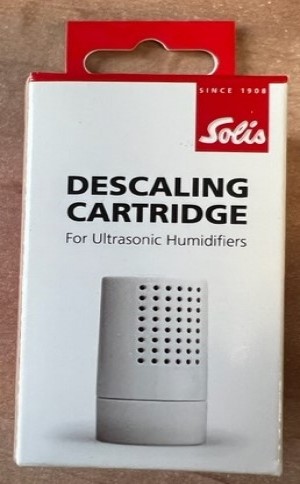 SINCE 1908
Solis
DESCALING
CARTRIDGE
For Ultrasonic Humidifiers